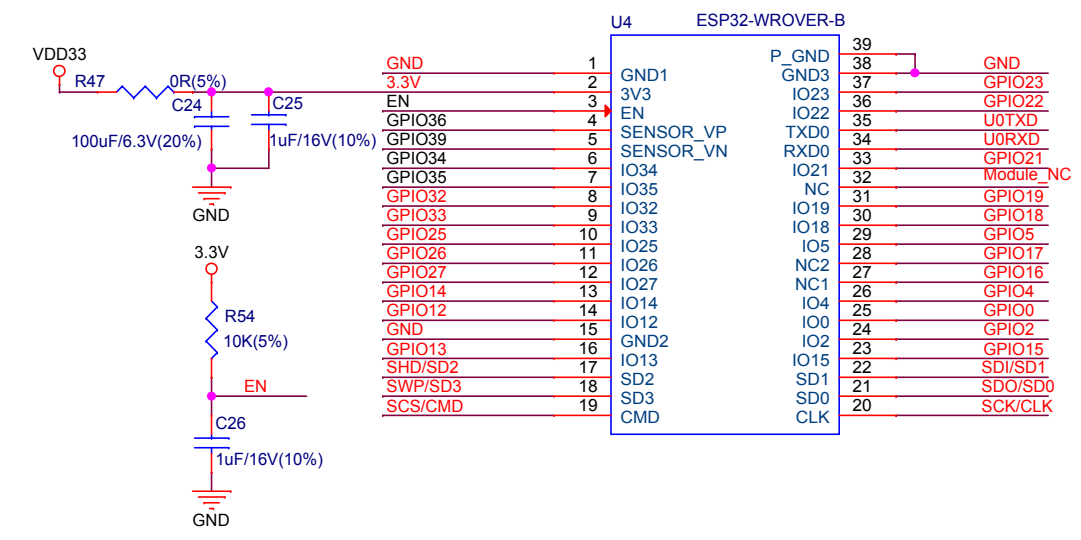 U4
ESP32-WROVER-B
VDD33
R47
0R(5%)
C24
100uF/6.3V(20%)
C25
1uF/16V(10%)
GND
3.3V
R54
10K(5%)
EN
C26
1uF/16V(10%)
GND
GND 1 GND1
3.3V 2 3V3
EN 3 EN
GPIO36 4 SENSOR_VP
GPIO39 5 SENSOR_VN
GPIO34 6 IO34
GPIO35 7 IO35
GPIO32 8 IO32
GPIO33 9 IO33
GPIO25 10 IO25
GPIO26 11 IO26
GPIO27 12 IO27
GPIO14 13 IO14
GPIO12 14 IO12
GND 15 GND2
GPIO13 16 IO13
SHD/SD2 17 SD2
SWP/SD3 18 SD3
SCS/CMD 19 CMD
P_GND 39
GND3 38 GND
IO23 37 GPIO23
IO22 36 GPIO22
TXD0 35 U0TXD
RXD0 34 U0RXD
IO21 33 GPIO21
NC 32 Module_NC
IO19 31 GPIO19
IO18 30 GPIO18
IO5 29 GPIO5
NC2 28 GPIO17
NC1 27 GPIO16
IO4 26 GPIO4
IO0 25 GPIO0
IO2 24 GPIO2
IO15 23 GPIO15
SD1 22 SDI/SD1
SD0 21 SDO/SD0
CLK 20 SCK/CLK